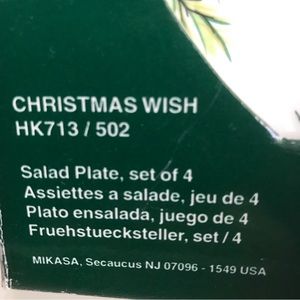 CHRISTMAS WISH
HK713 / 502
Salad Plate, set of 4
Assiettes a salade, jeu de 4
Plato ensalada, juego de 4
Fruehstuecksteller, set / 4
MIKASA, Secaucus NJ 07096 - 1549 USA